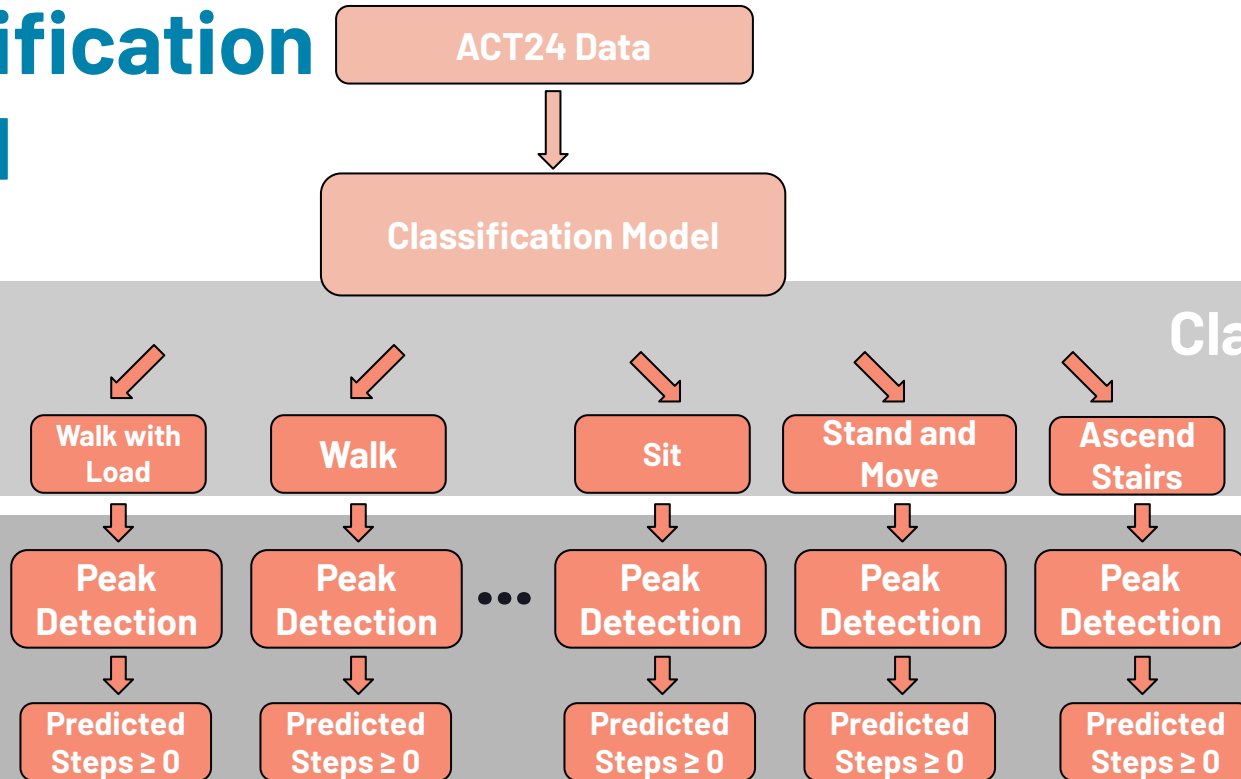 ification
ACT24 Data
Classification Model
Cla
Walk with
Load
Walk
Sit
Stand and
Move
Ascend
Stairs
Peak
Detection
Peak
Detection
...
Peak
Detection
Peak
Detection
Peak
Detection
Predicted
Steps ≥ 0
Predicted
Steps ≥ 0
Predicted
Steps ≥ 0
Predicted
Steps ≥ 0
Predicted
Steps ≥ 0